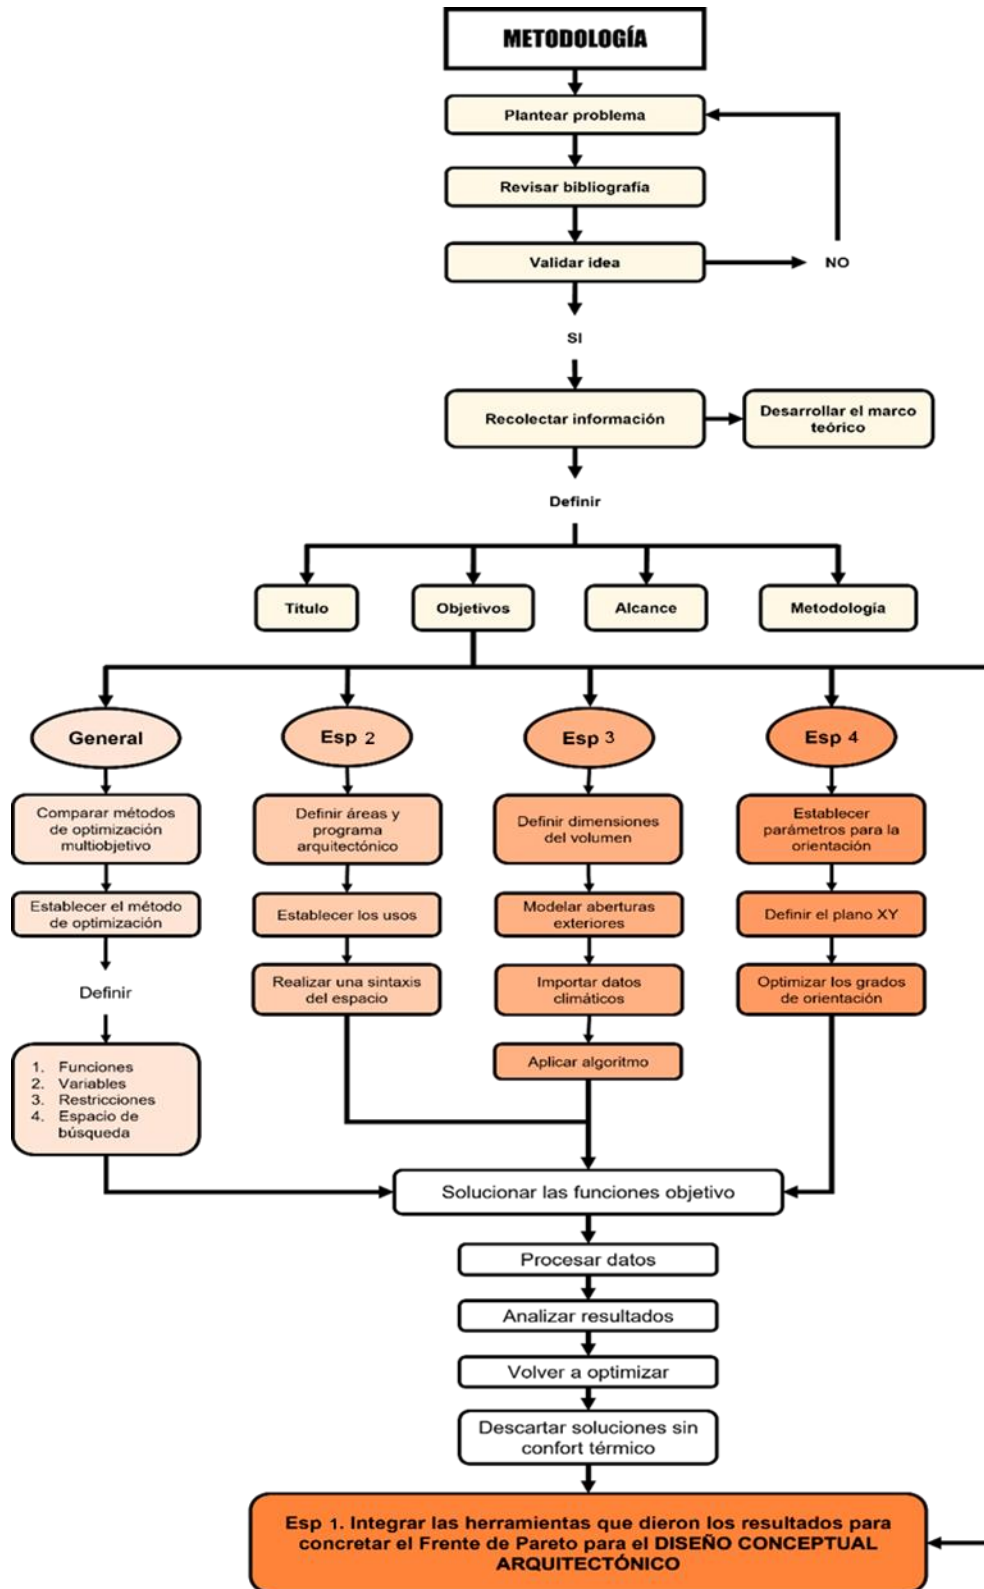 METODOLOGÍA
Plantear problema
Revisar bibliografía
Validar idea
NO
SI
Recolectar información
Desarrollar el marco
teórico
Definir
Título
Objetivos
Alcance
Metodología
General
Esp 2
Esp 3
Esp 4
Comparar métodos
de optimización
multiobjetivo
Definir áreas y
programa
arquitectónico
Definir dimensiones
del volumen
Establecer
parámetros para la
orientación
Establecer el método
de optimización
Establecer los usos
Modelar aberturas
exteriores
Definir el plano XY
Definir
Realizar una sintaxis
del espacio
Importar datos
climáticos
Optimizar los grados
de orientación
1. Funciones
2. Variables
3. Restricciones
4. Espacio de
búsqueda
Aplicar algoritmo
Solucionar las funciones objetivo
Procesar datos
Analizar resultados
Volver a optimizar
Descartar soluciones sin
confort térmico
Esp 1. Integrar las herramientas que dieron los resultados para
concretar el Frente de Pareto para el DISEÑO CONCEPTUAL
ARQUITECTÓNICO